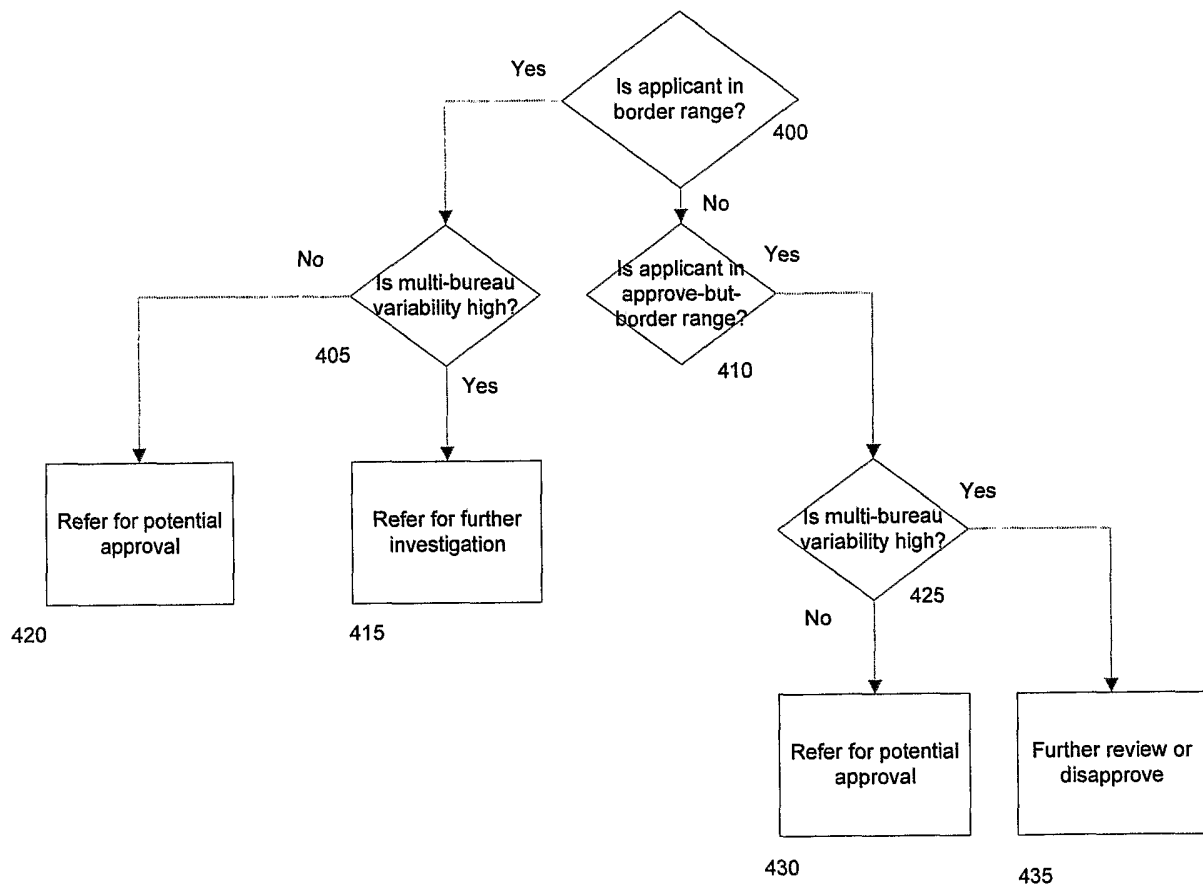 Yes
Is applicant in
border range?
400
No
No
Is multi-bureau
variability high?
405
Yes
Is applicant in
approve-but-
border range?
Yes
410
Refer for potential
approval
420
Refer for further
investigation
415
Is multi-bureau
variability high?
Yes
425
No
Refer for potential
approval
430
Further review or
disapprove
435